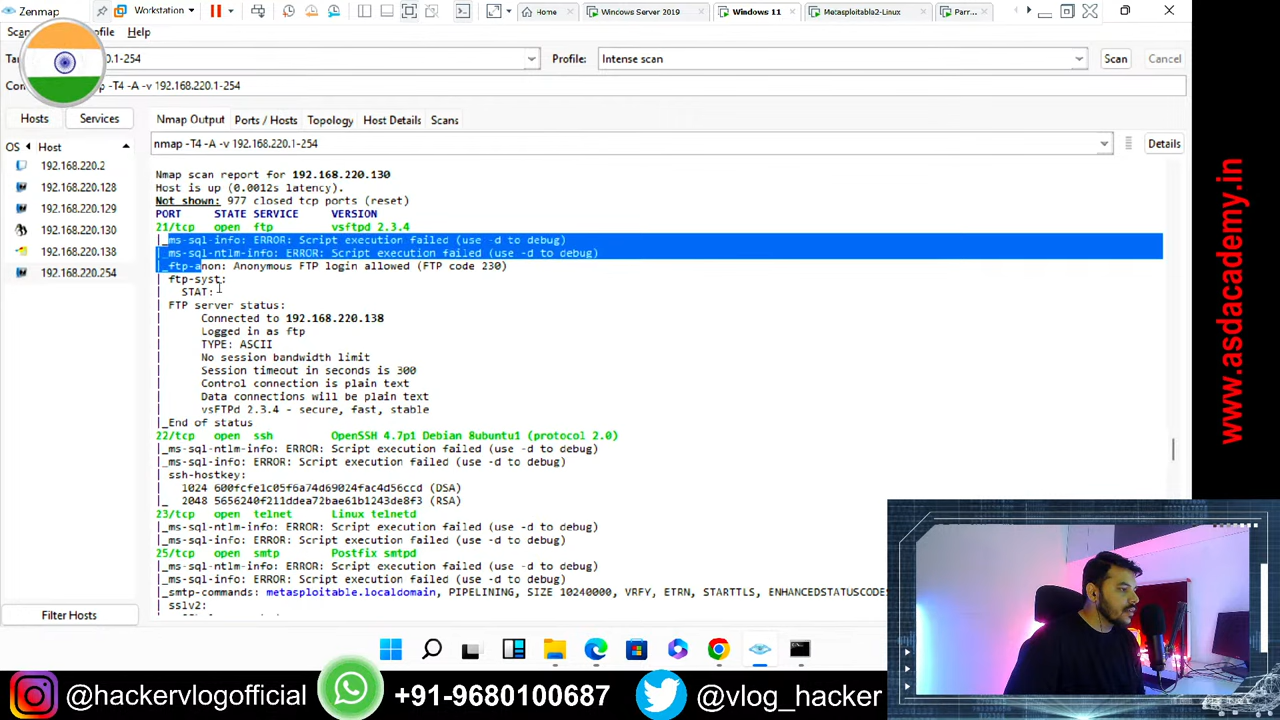 Zenmap
Workstation
Home
Windows Server 2019
Windows 11
Metasploitable2-Linux
Parr...
Scan
file
Help
Tar
0.1-254
Profile:
Intense scan
Scan
Cancel
Con
p -T4 -A -v 192.168.220.1-254
Hosts
Services
Nmap Output
Ports / Hosts
Topology
Host Details
Scans
OS
Host
nmap -T4 -A -v 192.168.220.1-254
Details
192.168.220.2
192.168.220.128
192.168.220.129
192.168.220.130
192.168.220.138
192.168.220.254
Nmap scan report for 192.168.220.130
Host is up (0.0012s latency).
Not shown: 977 closed tcp ports (reset)
PORT STATE SERVICE VERSION
21/tcp open ftp vsftpd 2.3.4
|_ms-sql-info: ERROR: Script execution failed (use -d to debug)
|_ms-sql-ntlm-info: ERROR: Script execution failed (use -d to debug)
|_ftp-anon: Anonymous FTP login allowed (FTP code 230)
| ftp-syst:
| STAT:
| FTP server status:
| Connected to 192.168.220.138
| Logged in as ftp
| TYPE: ASCII
| No session bandwidth limit
| Session timeout in seconds is 300
| Control connection is plain text
| Data connections will be plain text
| vsFTPd 2.3.4 - secure, fast, stable
|_End of status
22/tcp open ssh OpenSSH 4.7p1 Debian 8ubuntu1 (protocol 2.0)
|_ms-sql-ntlm-info: ERROR: Script execution failed (use -d to debug)
|_ms-sql-info: ERROR: Script execution failed (use -d to debug)
| ssh-hostkey:
| 1024 600fcfe1c05f6a74d69024fac4d56ccd (DSA)
|_ 2048 5656240f211ddea72bae61b1243de8f3 (RSA)
23/tcp open telnet Linux telnetd
|_ms-sql-ntlm-info: ERROR: Script execution failed (use -d to debug)
|_ms-sql-info: ERROR: Script execution failed (use -d to debug)
25/tcp open smtp Postfix smtpd
|_ms-sql-info: ERROR: Script execution failed (use -d to debug)
|_ms-sql-ntlm-info: ERROR: Script execution failed (use -d to debug)
|_smtp-commands: metasploitable.localdomain, PIPELINING, SIZE 10240000, VRFY, ETRN, STARTTLS, ENHANCEDSTATUSCODES
| sslv2:
Filter Hosts
www.asdacademy.in
@hackervlogofficial
+91-9680100687
@vlog_hacker